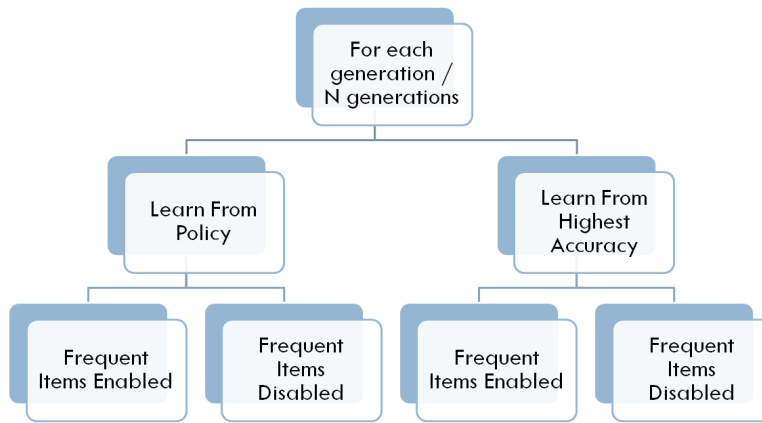 For each
generation /
N generations
Learn From
Policy
Learn From
Highest
Accuracy
Frequent
Items Enabled
Frequent
Items
Disabled
Frequent
Items Enabled
Frequent
Items
Disabled